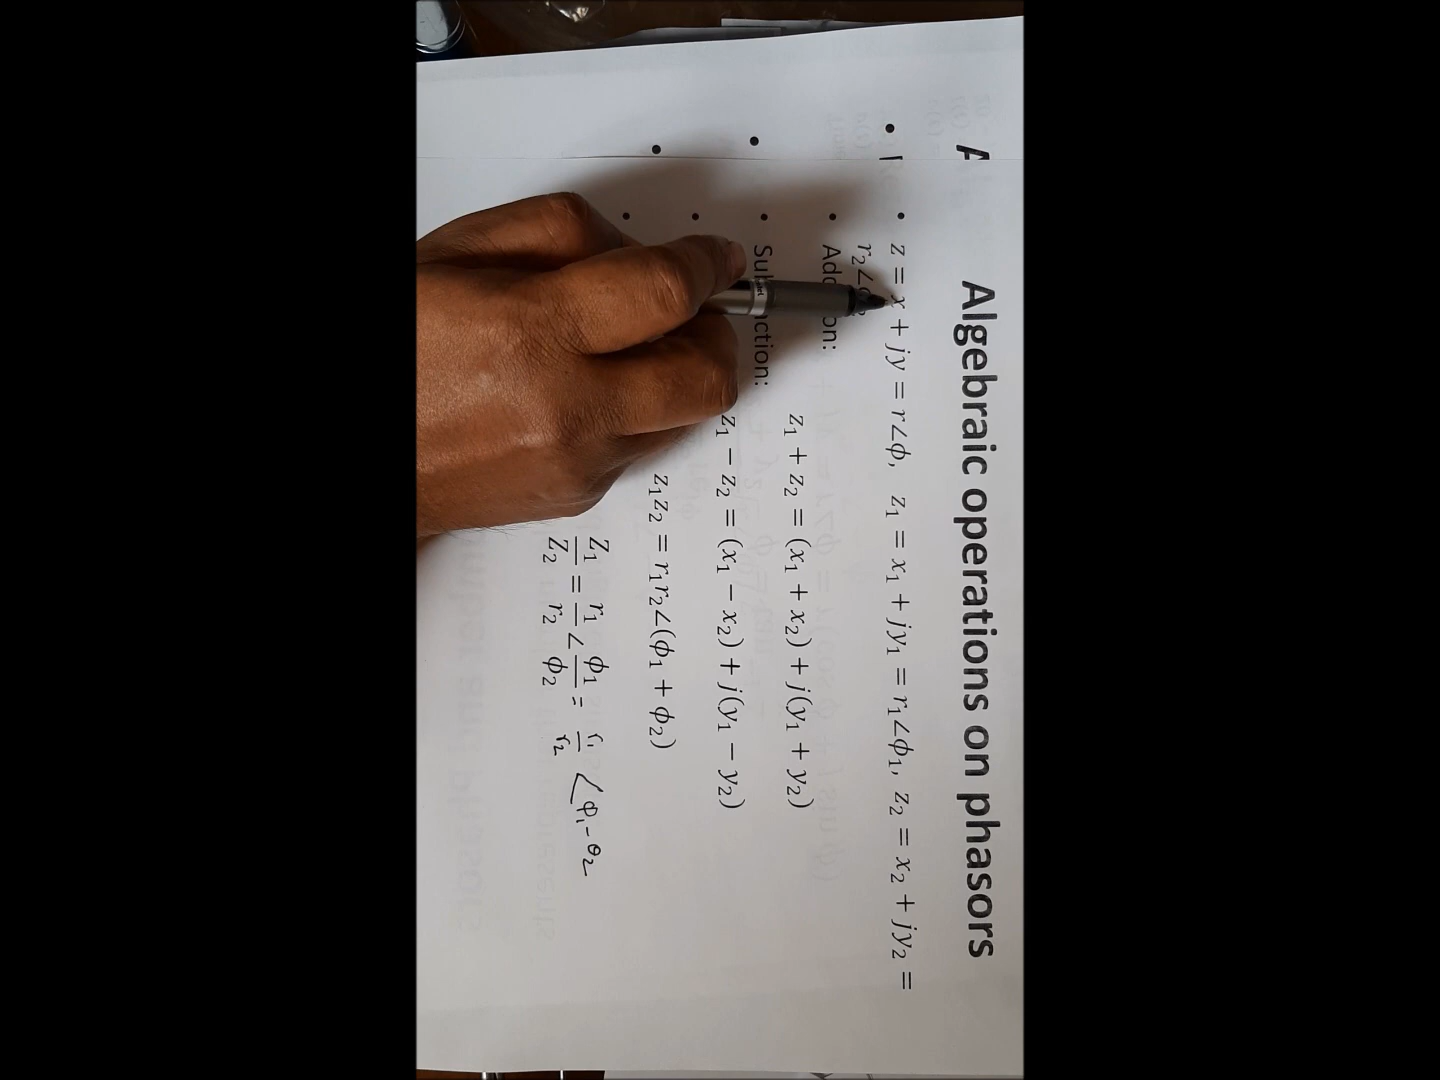 Algebraic operations on phasors
• z = x + jy = r∠ϕ, z₁ = x₁ + jy₁ = r₁∠ϕ₁, z₂ = x₂ + jy₂ =
r₂∠
z₁ + z₂ = (x₁ + x₂) + j(y₁ + y₂)
z₁ − z₂ = (x₁ − x₂) + j(y₁ − y₂)
z₁z₂ = r₁r₂∠(ϕ₁ + ϕ₂)
Z₁/Z₂ = r₁/r₂ ∠ ϕ₁/ϕ₂ = r₁/r₂ ∠ϕ₁-θ₂